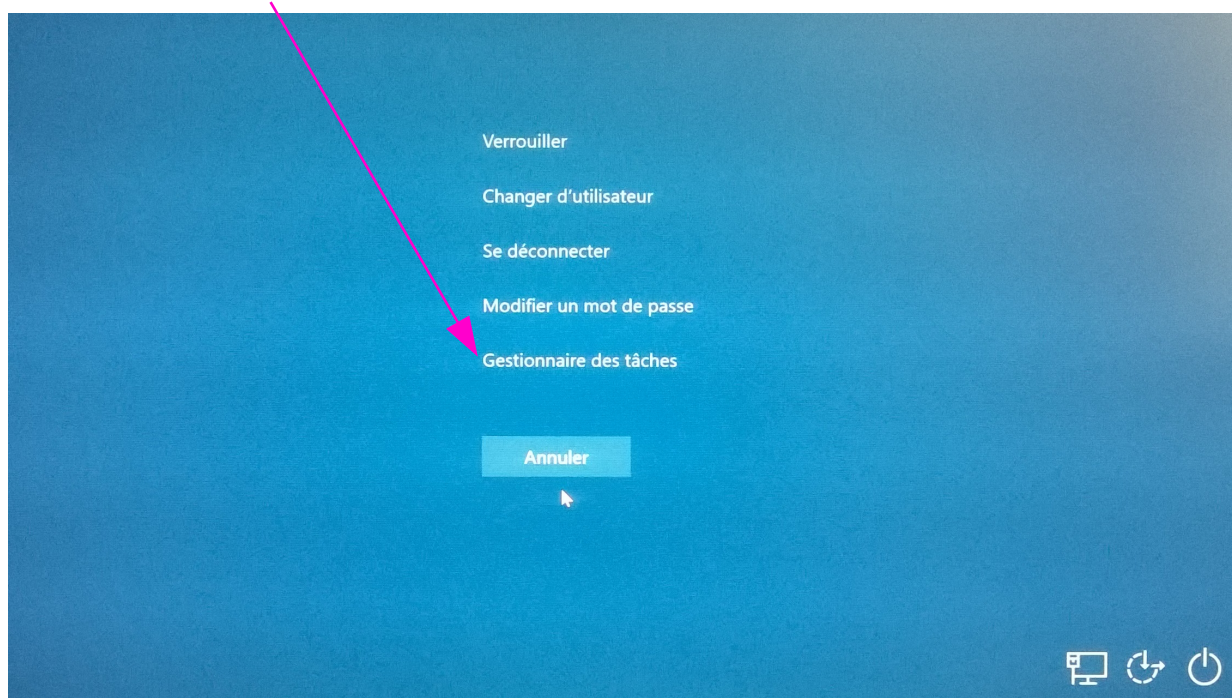 Verrouiller
Changer d'utilisateur
Se déconnecter
Modifier un mot de passe
Gestionnaire des tâches
Annuler